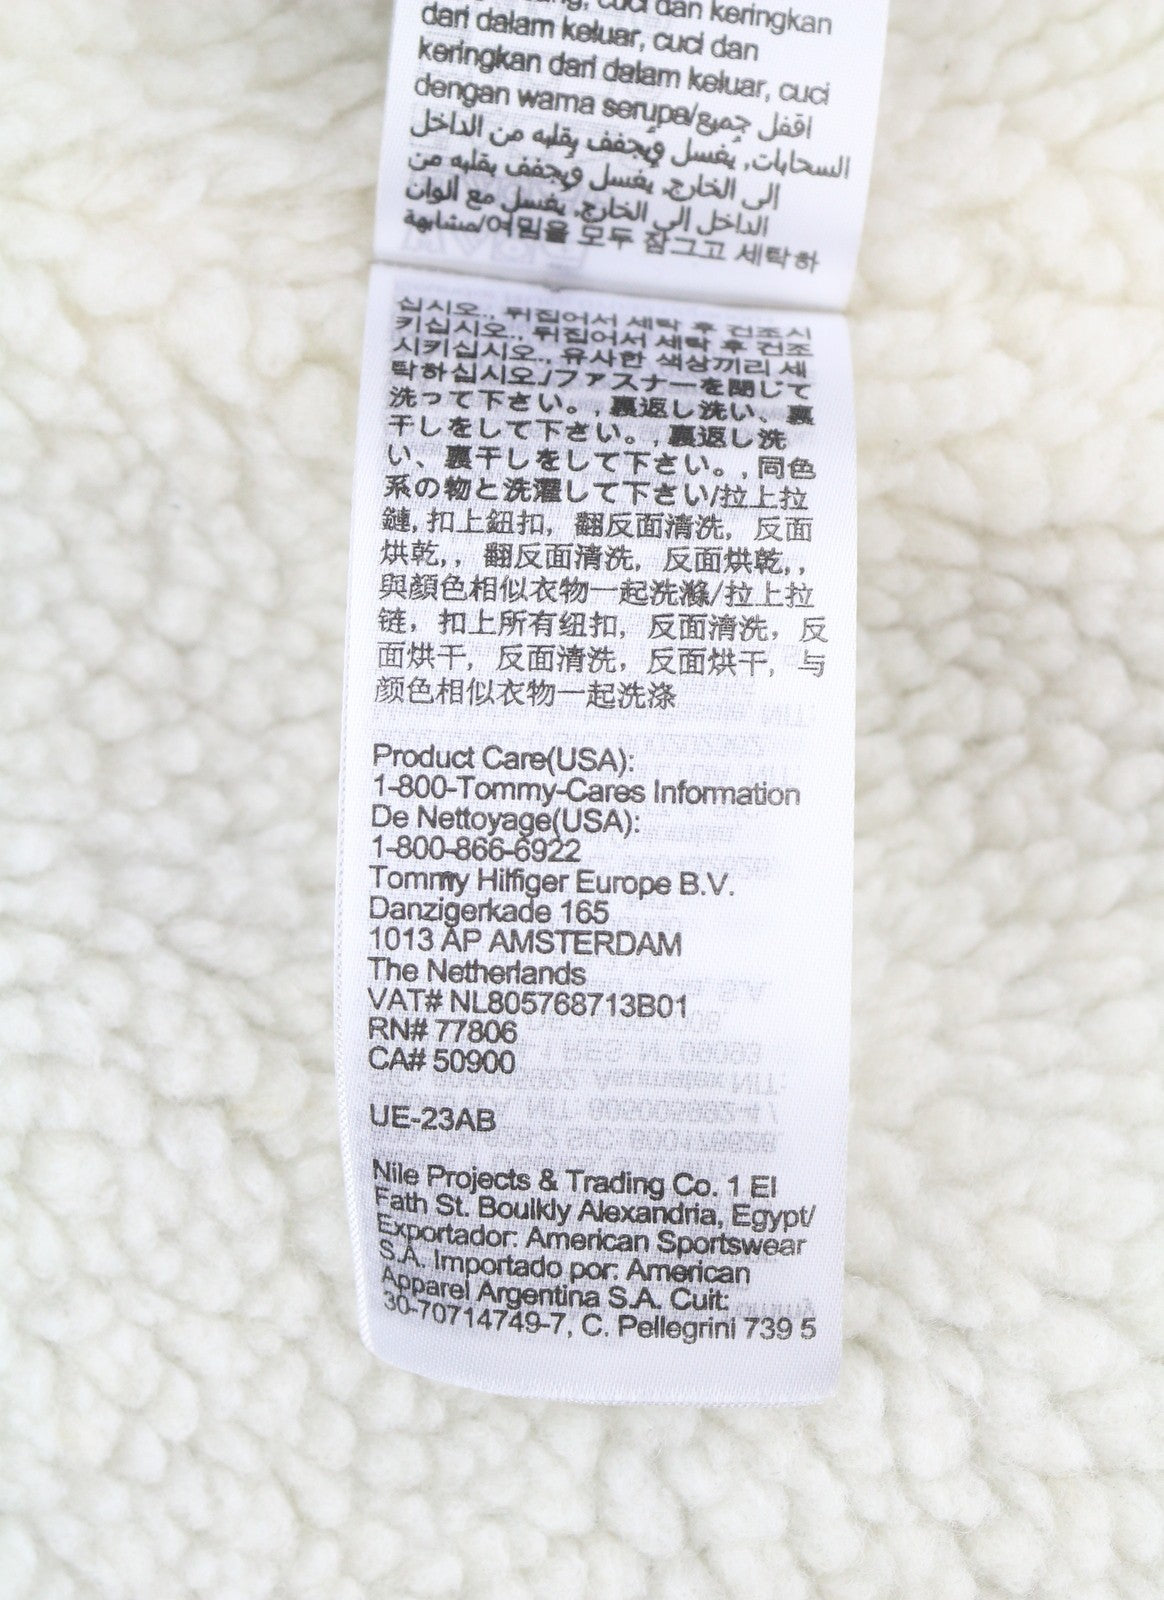 cuci dan keringkan
dari dalam keluar, cuci dan
keringkan dari dalam keluar, cuci
dengan warna serupa/اقفل جميع
السحابات, يُغسل ويُجفف بقلبه من الداخل
إلى الخارج, يغسل ويجفف بقلبه من
الداخل إلى الخارج, يغسل مع ألوان
مشابهة/여밈을 모두 잠그고 세탁하
십시오., 뒤집어서 세탁 후 건조시
키십시오., 뒤집어서 세탁 후 건조
시키십시오., 유사한 색상끼리 세
탁하십시오./ファスナーを閉じて
洗って下さい。, 裏返し洗い、裏
干しをして下さい。, 裏返し洗
い、裏干しをして下さい。, 同色
系の物と洗濯して下さい/拉上拉
鏈, 扣上鈕扣, 翻反面清洗, 反面
烘乾, , 翻反面清洗, 反面烘乾, ,
與顏色相似衣物一起洗滌/拉上拉
链, 扣上所有纽扣, 反面清洗, 反
面烘干, 反面清洗, 反面烘干, 与
颜色相似衣物一起洗涤
Product Care(USA):
1-800-Tommy-Cares Information
De Nettoyage(USA):
1-800-866-6922
Tommy Hilfiger Europe B.V.
Danzigerkade 165
1013 AP AMSTERDAM
The Netherlands
VAT# NL805768713B01
RN# 77806
CA# 50900
UE-23AB
Nile Projects & Trading Co. 1 El
Fath St. Boulkly Alexandria, Egypt/
Exportador: American Sportswear
S.A. Importado por: American
Apparel Argentina S.A. Cuit:
30-70714749-7, C. Pellegrini 739 5